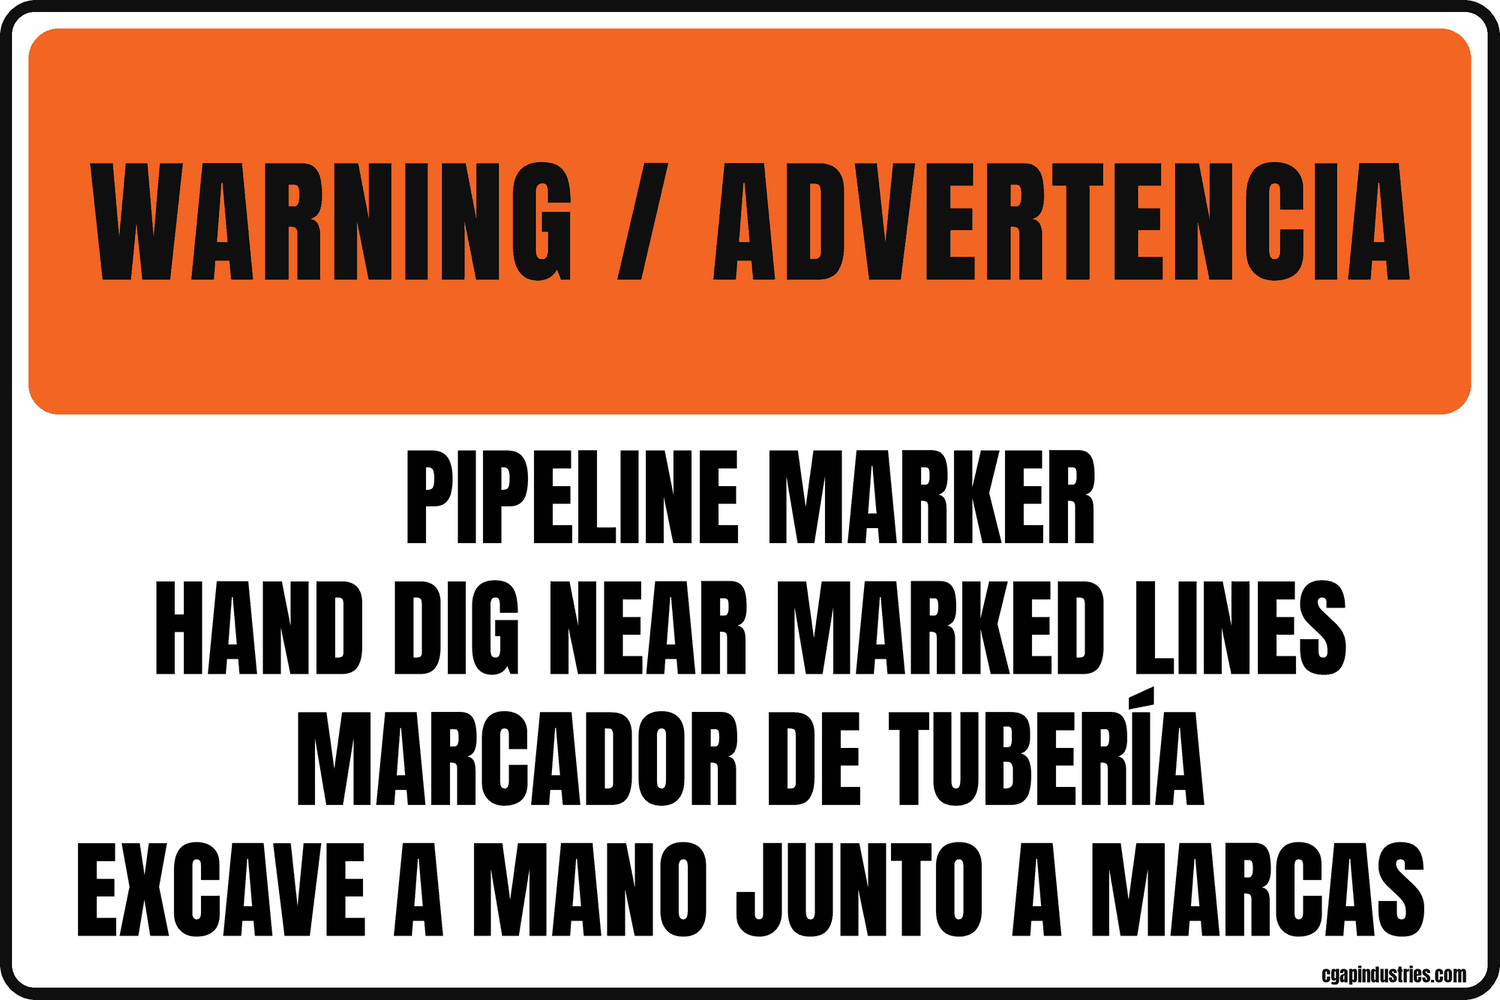 WARNING / ADVERTENCIA
PIPELINE MARKER
HAND DIG NEAR MARKED LINES
MARCADOR DE TUBERÍA
EXCAVE A MANO JUNTO A MARCAS
cgapindustries.com